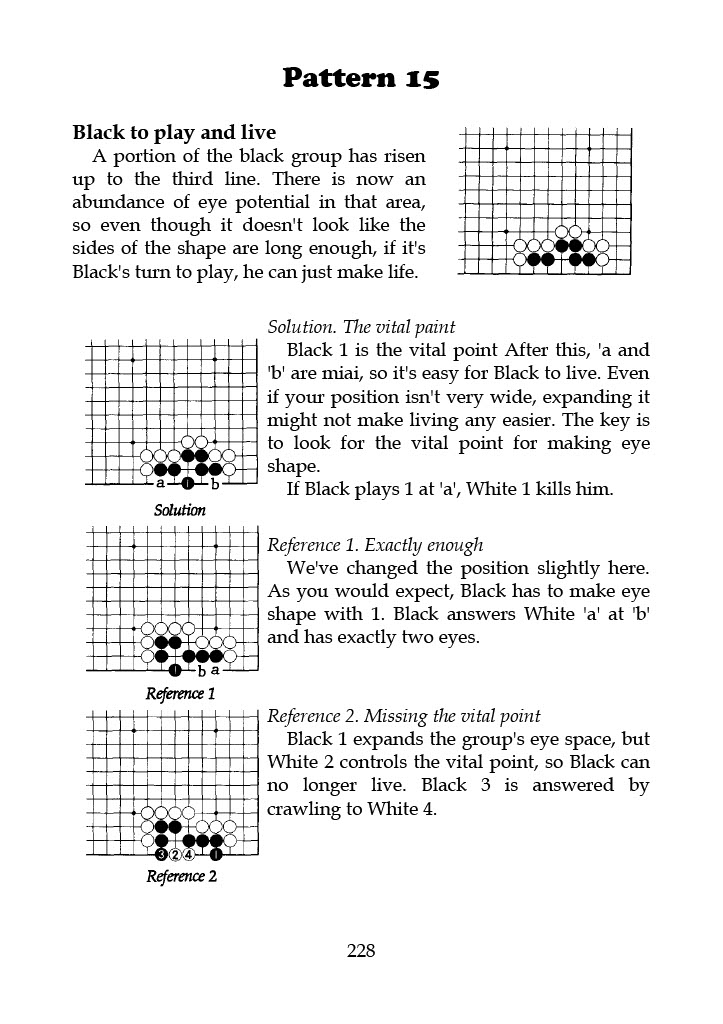 Pattern 15
Black to play and live
A portion of the black group has risen
up to the third line. There is now an
abundance of eye potential in that area,
so even though it doesn't look like the
sides of the shape are long enough, if it's
Black's turn to play, he can just make life.
Solution. The vital paint
Black 1 is the vital point After this, 'a and
'b' are miai, so it's easy for Black to live. Even
if your position isn't very wide, expanding it
might not make living any easier. The key is
to look for the vital point for making eye
shape.
If Black plays 1 at 'a', White 1 kills him.
a 1 b
Solution
Reference 1. Exactly enough
We've changed the position slightly here.
As you would expect, Black has to make eye
shape with 1. Black answers White 'a' at 'b'
and has exactly two eyes.
1 b a
Reference 1
Reference 2. Missing the vital point
Black 1 expands the group's eye space, but
White 2 controls the vital point, so Black can
no longer live. Black 3 is answered by
crawling to White 4.
3 2 4 1
Reference 2
228